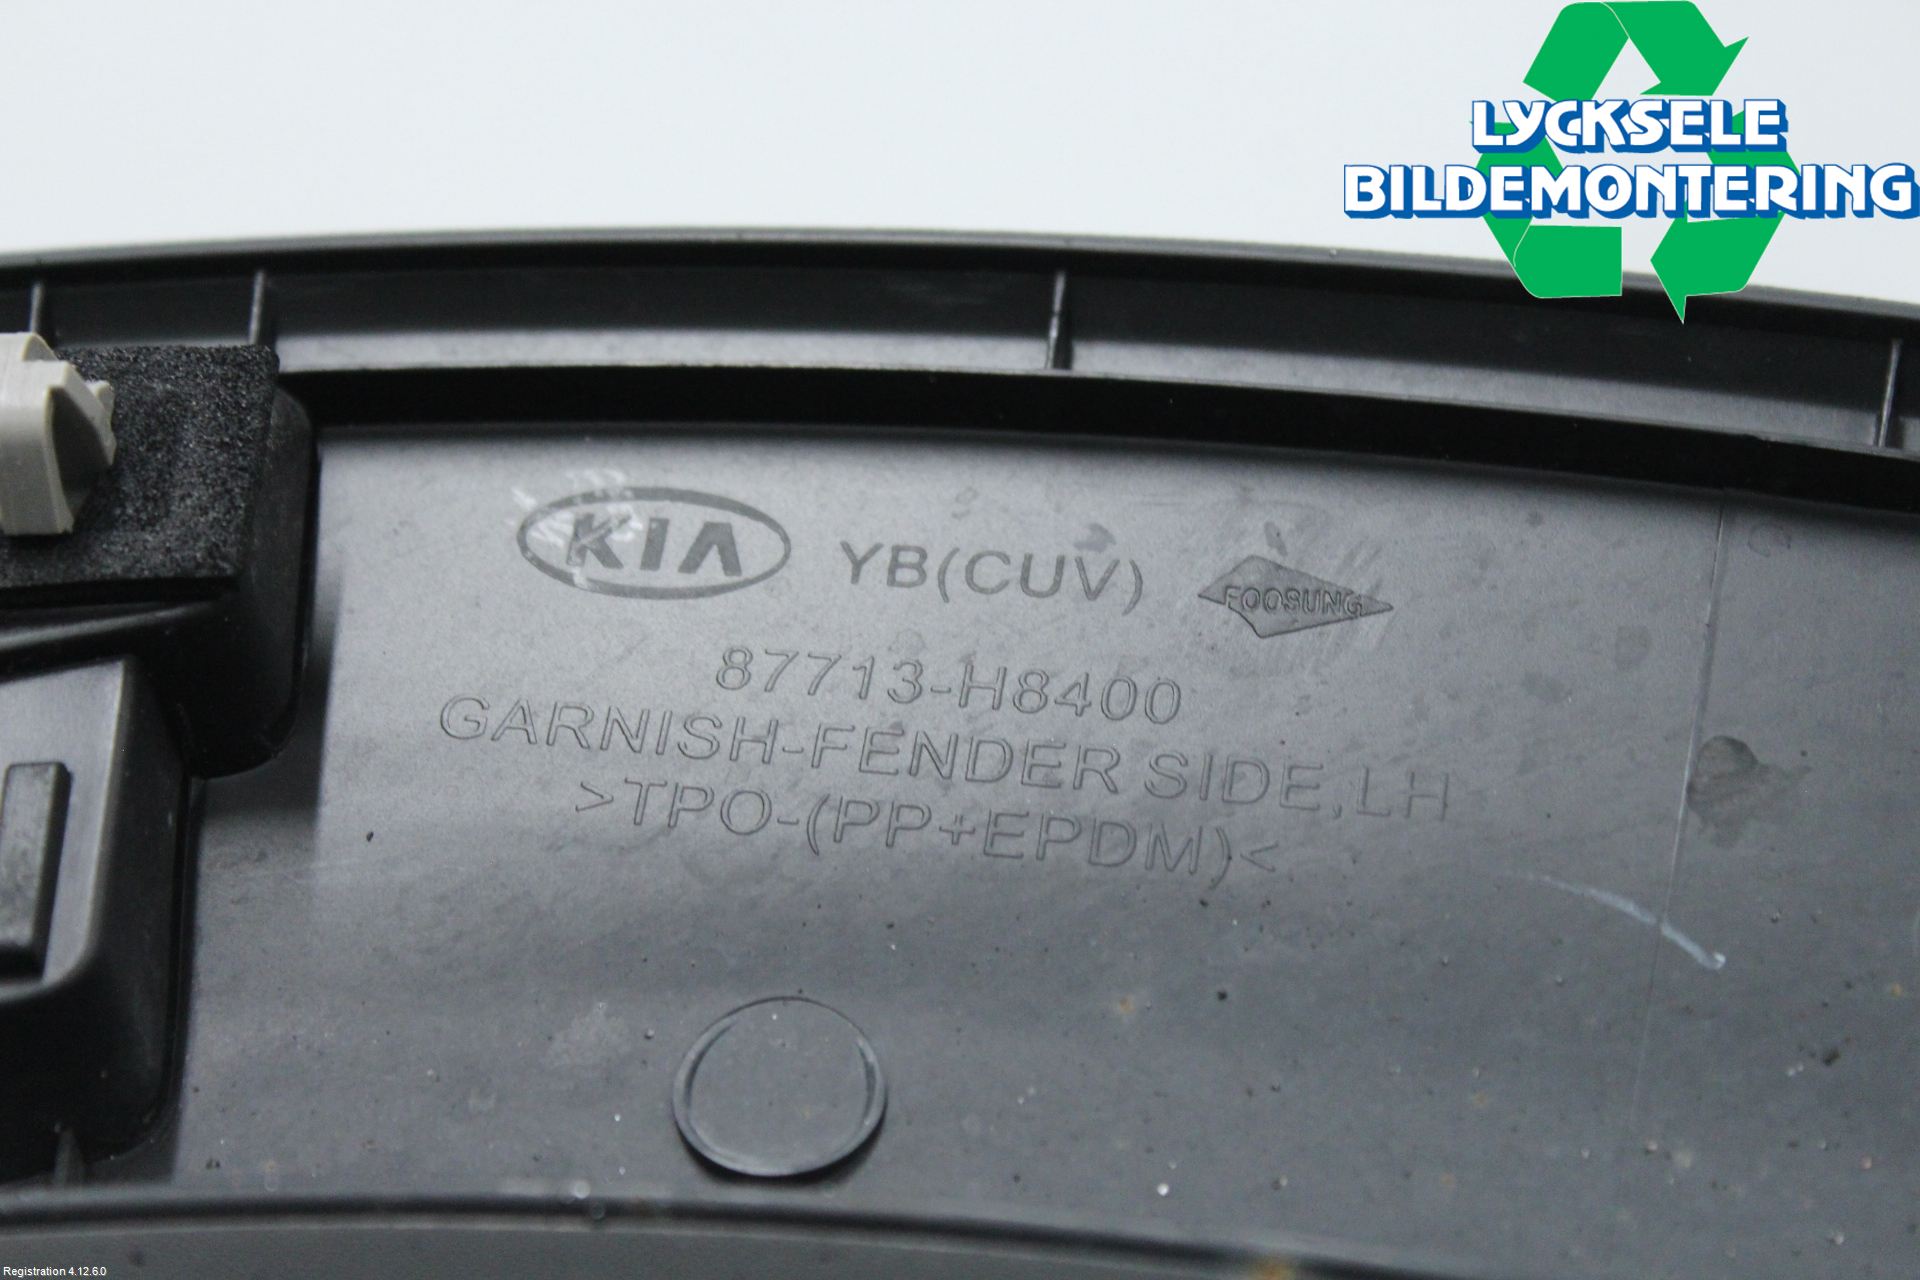 LYCKSELE
BILDEMONTERING
KIA YB(CUV) FOOSUNG
87713-H8400
GARNISH-FENDER SIDE,LH
>TPO-(PP+EPDM)<
Registration 4.12.6.0